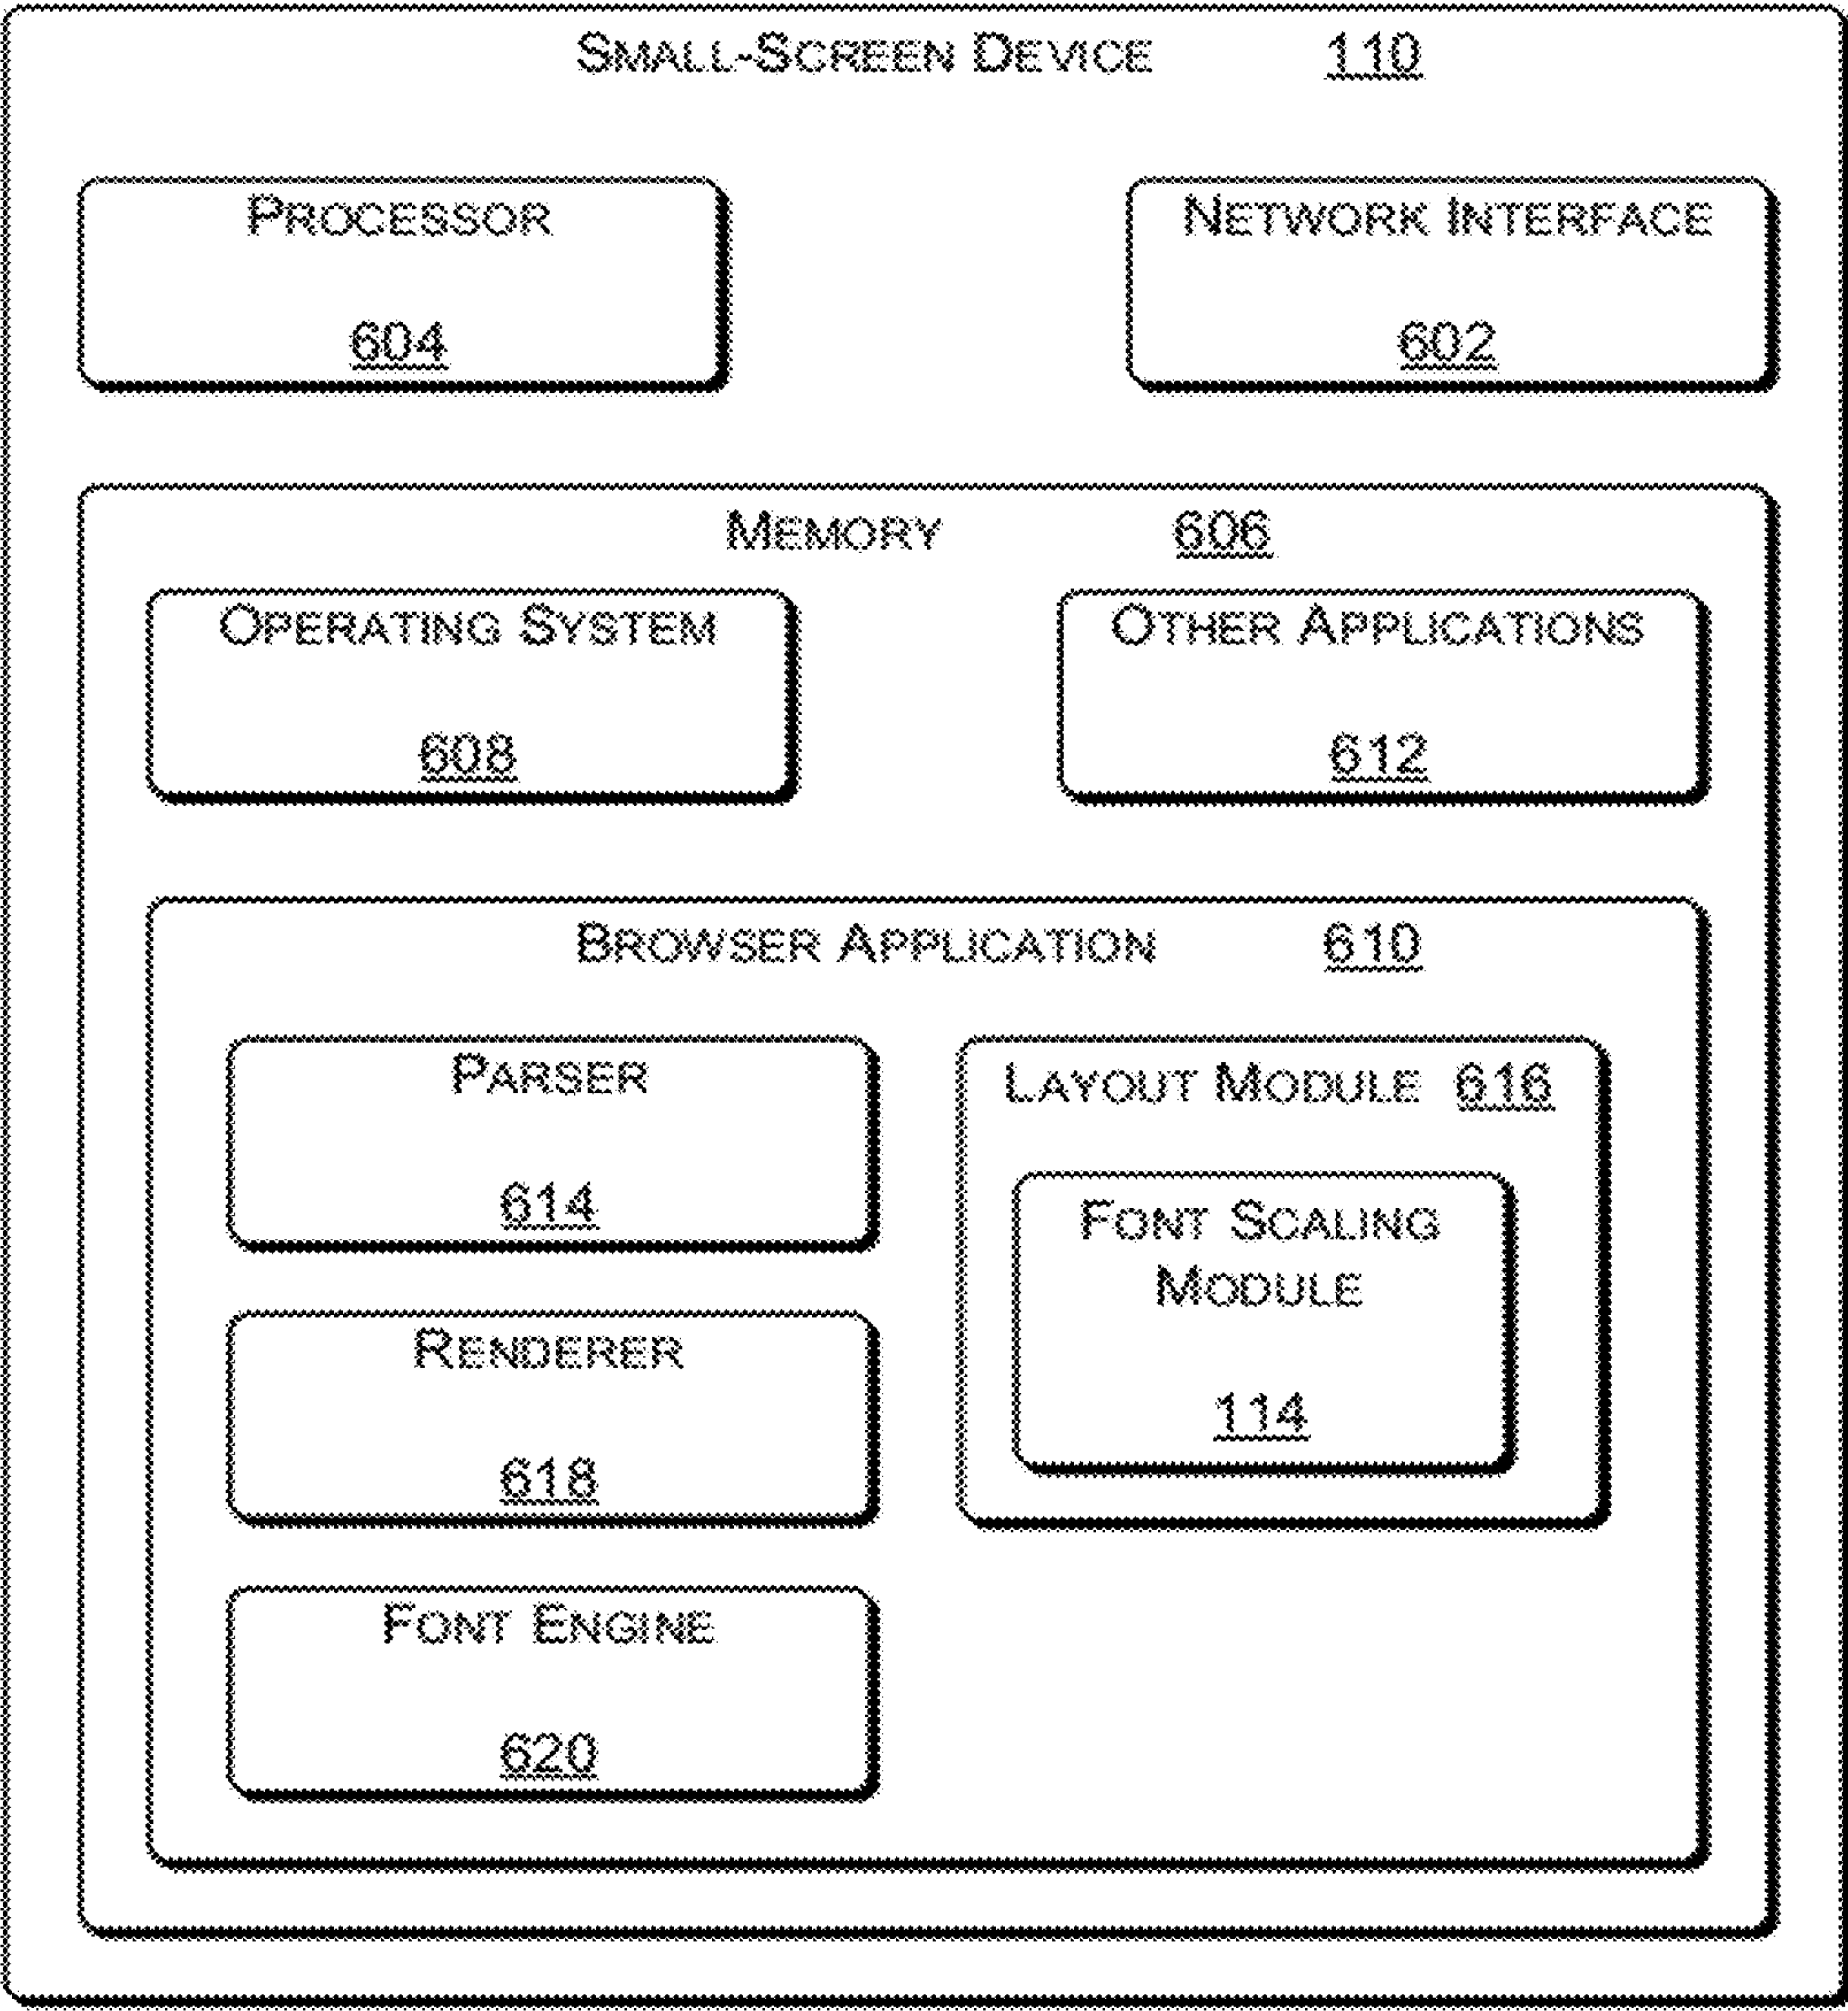 SMALL-SCREEN DEVICE 110
PROCESSOR
604
NETWORK INTERFACE
602
MEMORY 606
OPERATING SYSTEM
608
OTHER APPLICATIONS
612
BROWSER APPLICATION 610
PARSER
614
LAYOUT MODULE 616
FONT SCALING
MODULE
114
RENDERER
618
FONT ENGINE
620